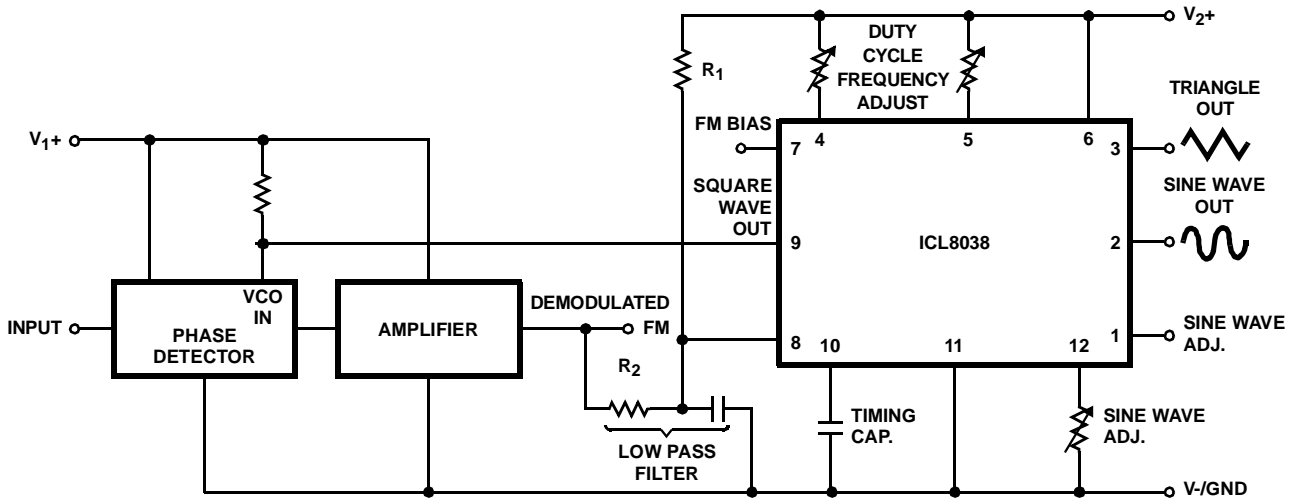 V2+
DUTY
CYCLE
FREQUENCY
ADJUST
R1
TRIANGLE
OUT
V1+
FM BIAS
7
4
5
6
3
SQUARE
WAVE
OUT
SINE WAVE
OUT
9
ICL8038
2
VCO
IN
INPUT
PHASE
DETECTOR
AMPLIFIER
DEMODULATED
FM
8
10
11
12
1
SINE WAVE
ADJ.
R2
LOW PASS
FILTER
TIMING
CAP.
SINE WAVE
ADJ.
V-/GND